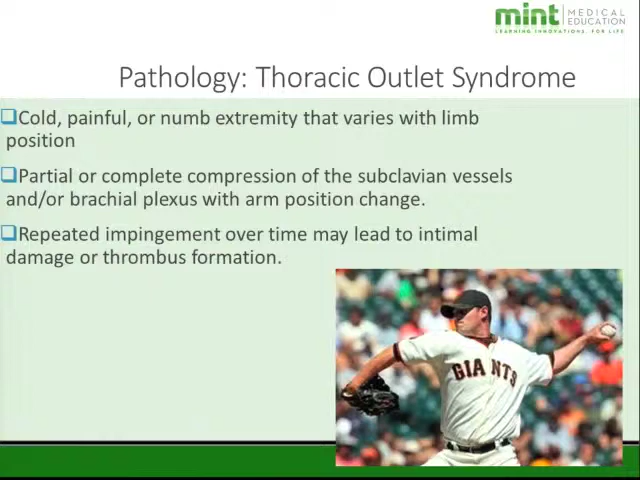 mint MEDICAL
EDUCATION
LEARNING INNOVATIONS. FOR LIFE
Pathology: Thoracic Outlet Syndrome
Cold, painful, or numb extremity that varies with limb
position
Partial or complete compression of the subclavian vessels
and/or brachial plexus with arm position change.
Repeated impingement over time may lead to intimal
damage or thrombus formation.
GIANTS